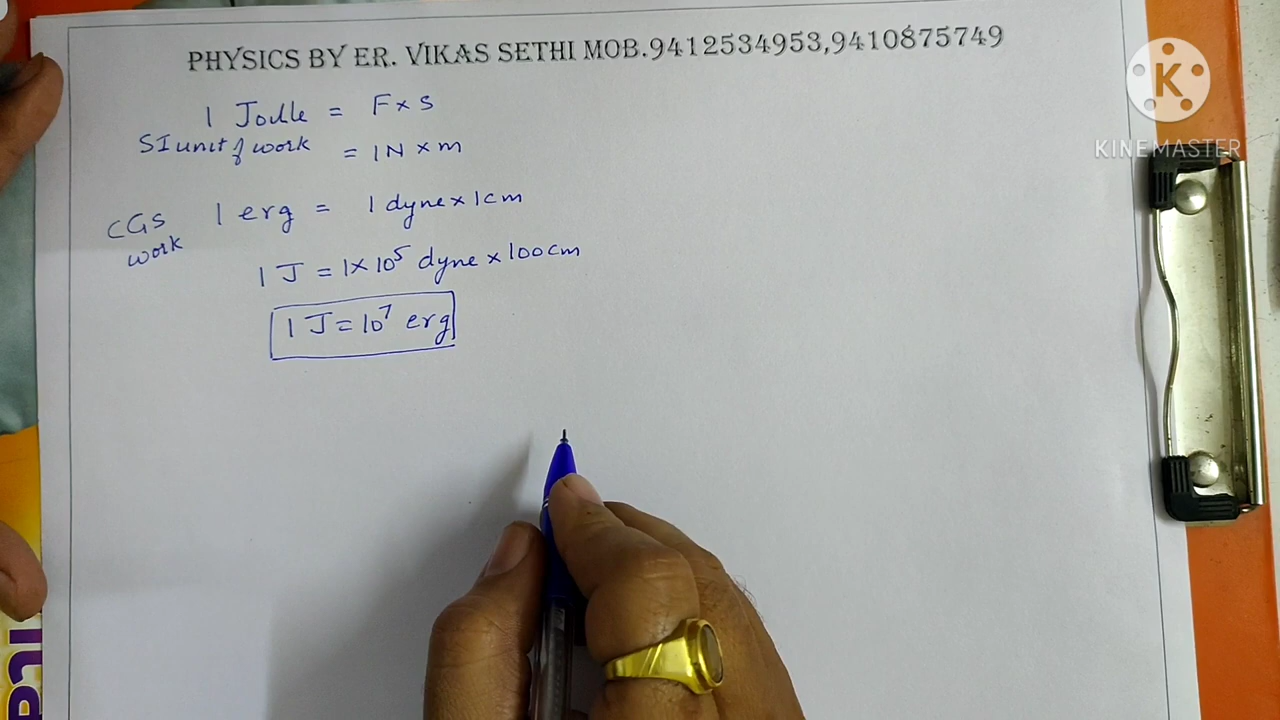 PHYSICS BY ER. VIKAS SETHI MOB.9412534953,9410875749
1 Joule = F × S
SI unit of work = 1N × m
CGS work 1 erg = 1 dyne × 1cm
1 J = 1 × 10⁵ dyne × 100cm
1 J = 10⁷ erg
K
KINEMASTER